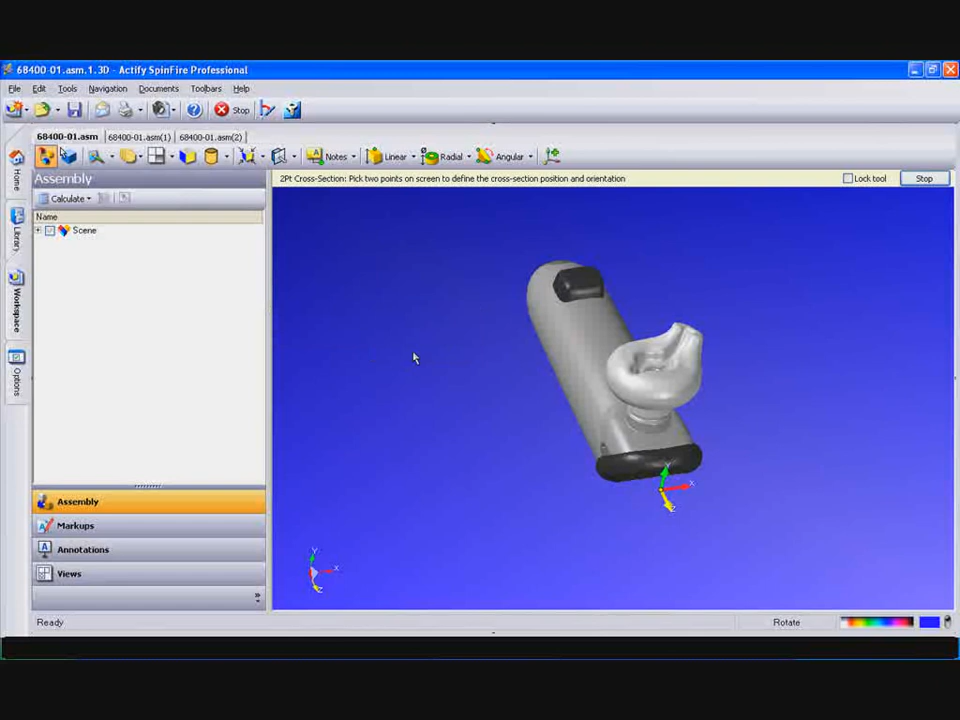 68400-01.asm.1.3D - Actify SpinFire Professional
File Edit Tools Navigation Documents Toolbars Help
Stop
68400-01.asm 68400-01.asm(1) 68400-01.asm(2)
Notes Linear Radial Angular
Assembly
2Pt Cross-Section: Pick two points on screen to define the cross-section position and orientation
Lock tool
Stop
Home
Library
Workspace
Options
Calculate
Name
Scene
Assembly
Markups
Annotations
Views
»
Y
X
Z
Y
X
Z
Ready
Rotate